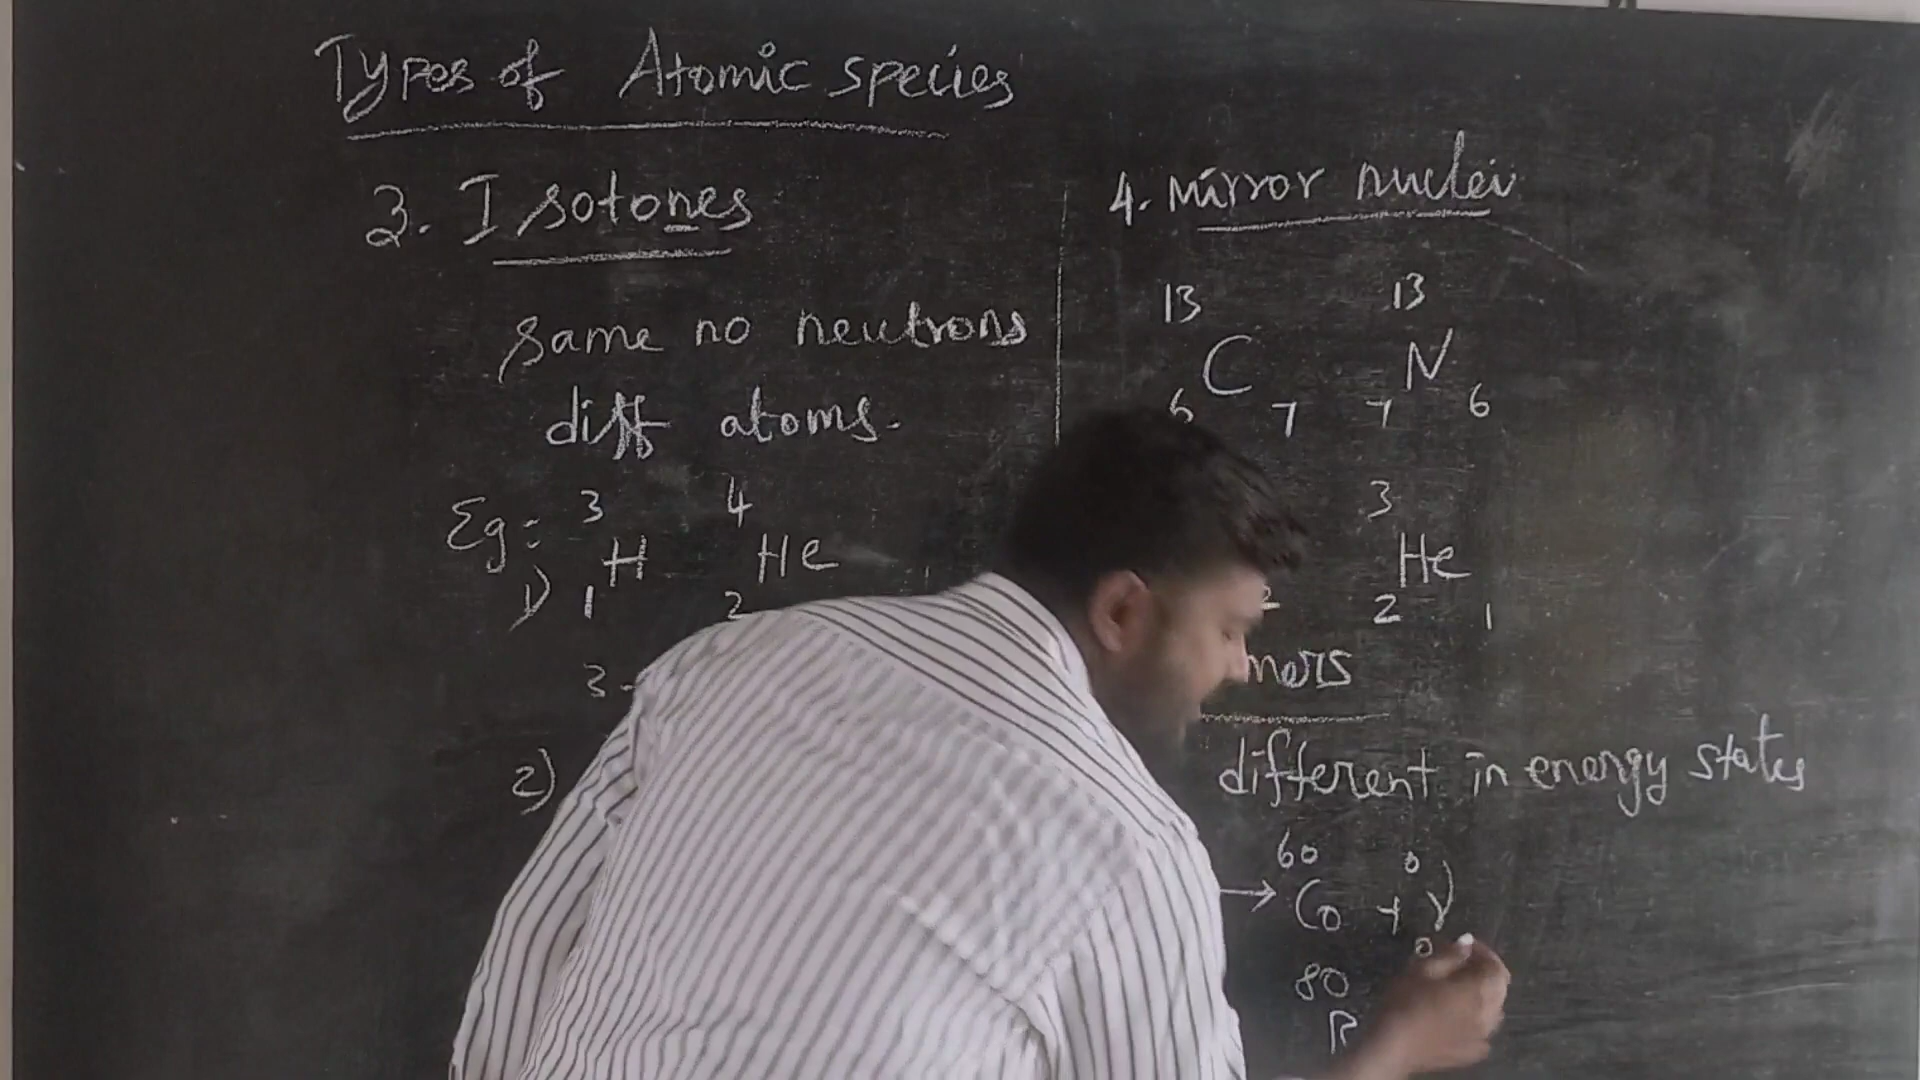 Types of Atomic species
3. Isotones
same no neutrons
diff atoms.
Eg: 3 4
H He
1) 1 2
3-
2)
4. Mirror nuclei
13 13
C N
6 7 7 6
3
He
2 1
mers
different in energy states
60 0
→ Co + γ
0
80